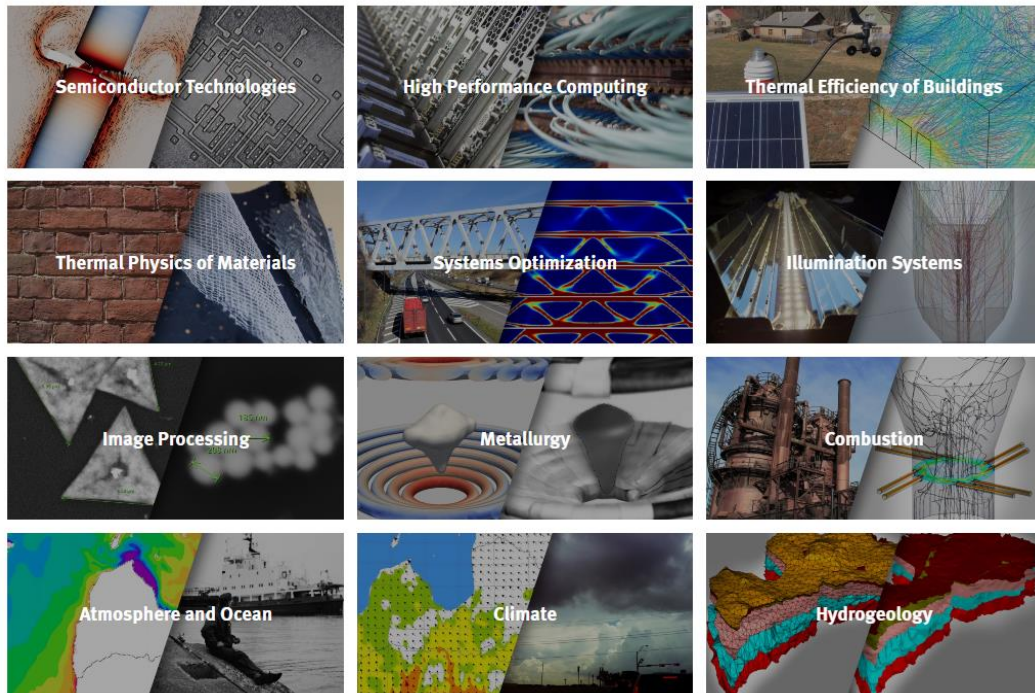 Semiconductor Technologies
High Performance Computing
Thermal Efficiency of Buildings
Thermal Physics of Materials
Systems Optimization
Illumination Systems
Image Processing
Metallurgy
Combustion
Atmosphere and Ocean
Climate
Hydrogeology